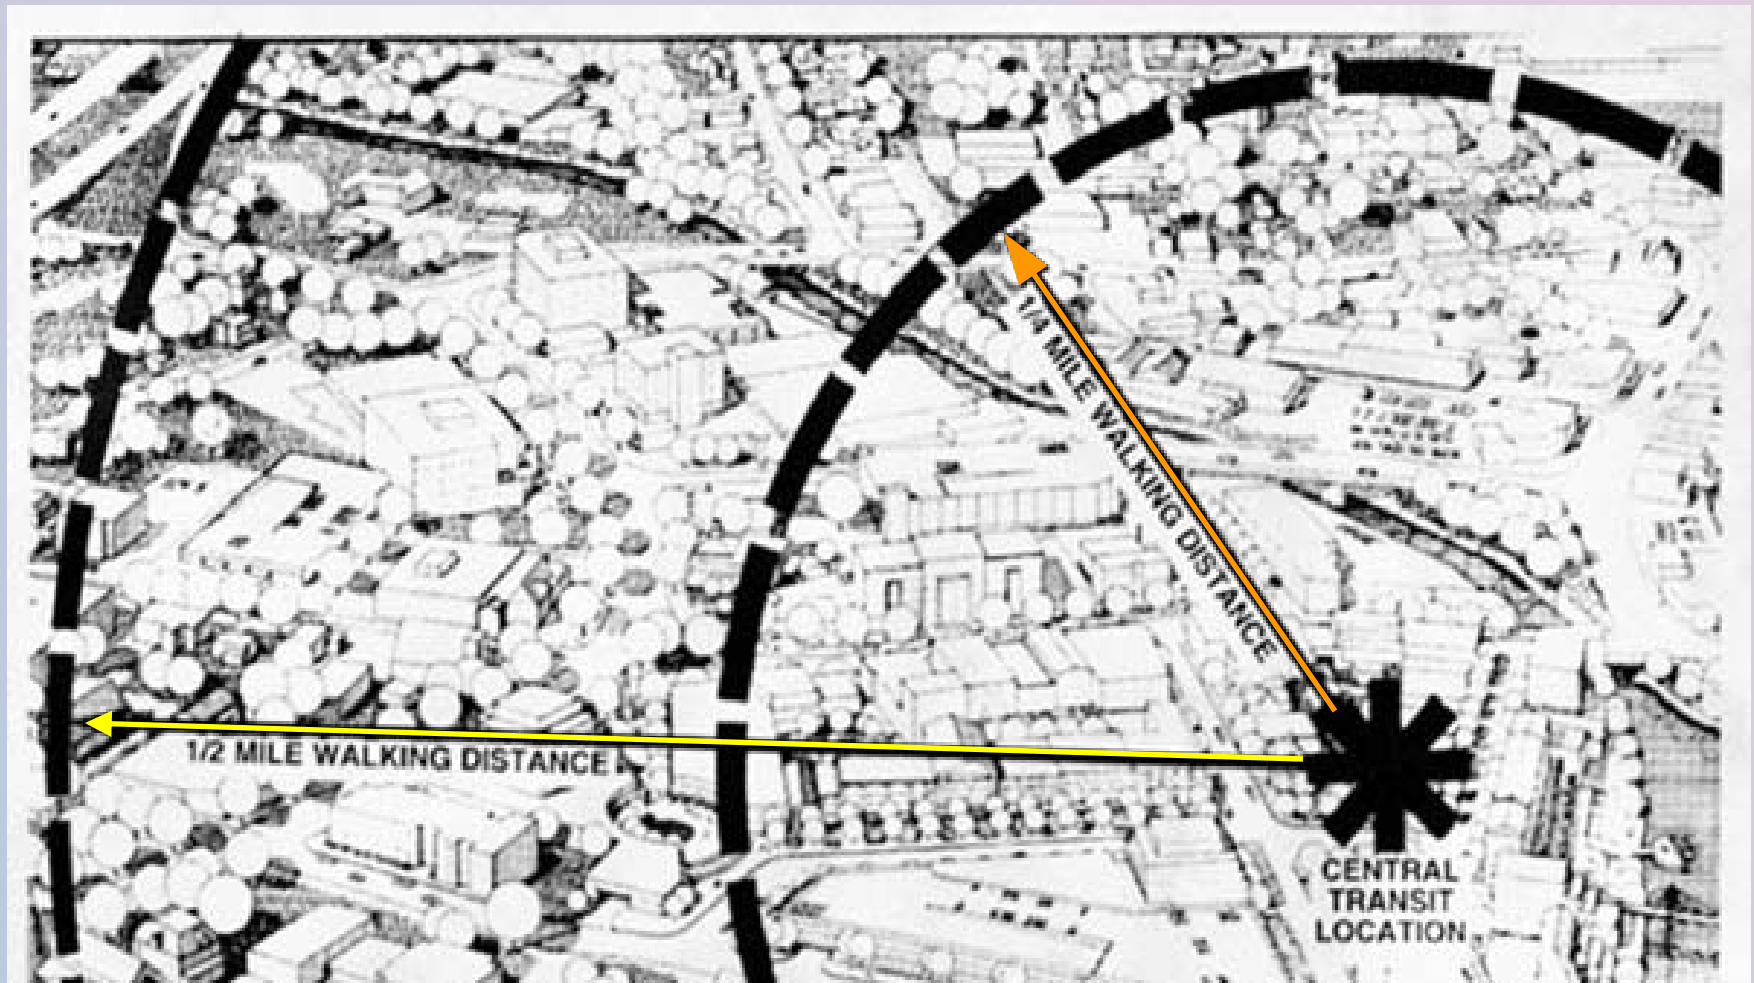 1/4 MILE WALKING DISTANCE
1/2 MILE WALKING DISTANCE
CENTRAL
TRANSIT
LOCATION